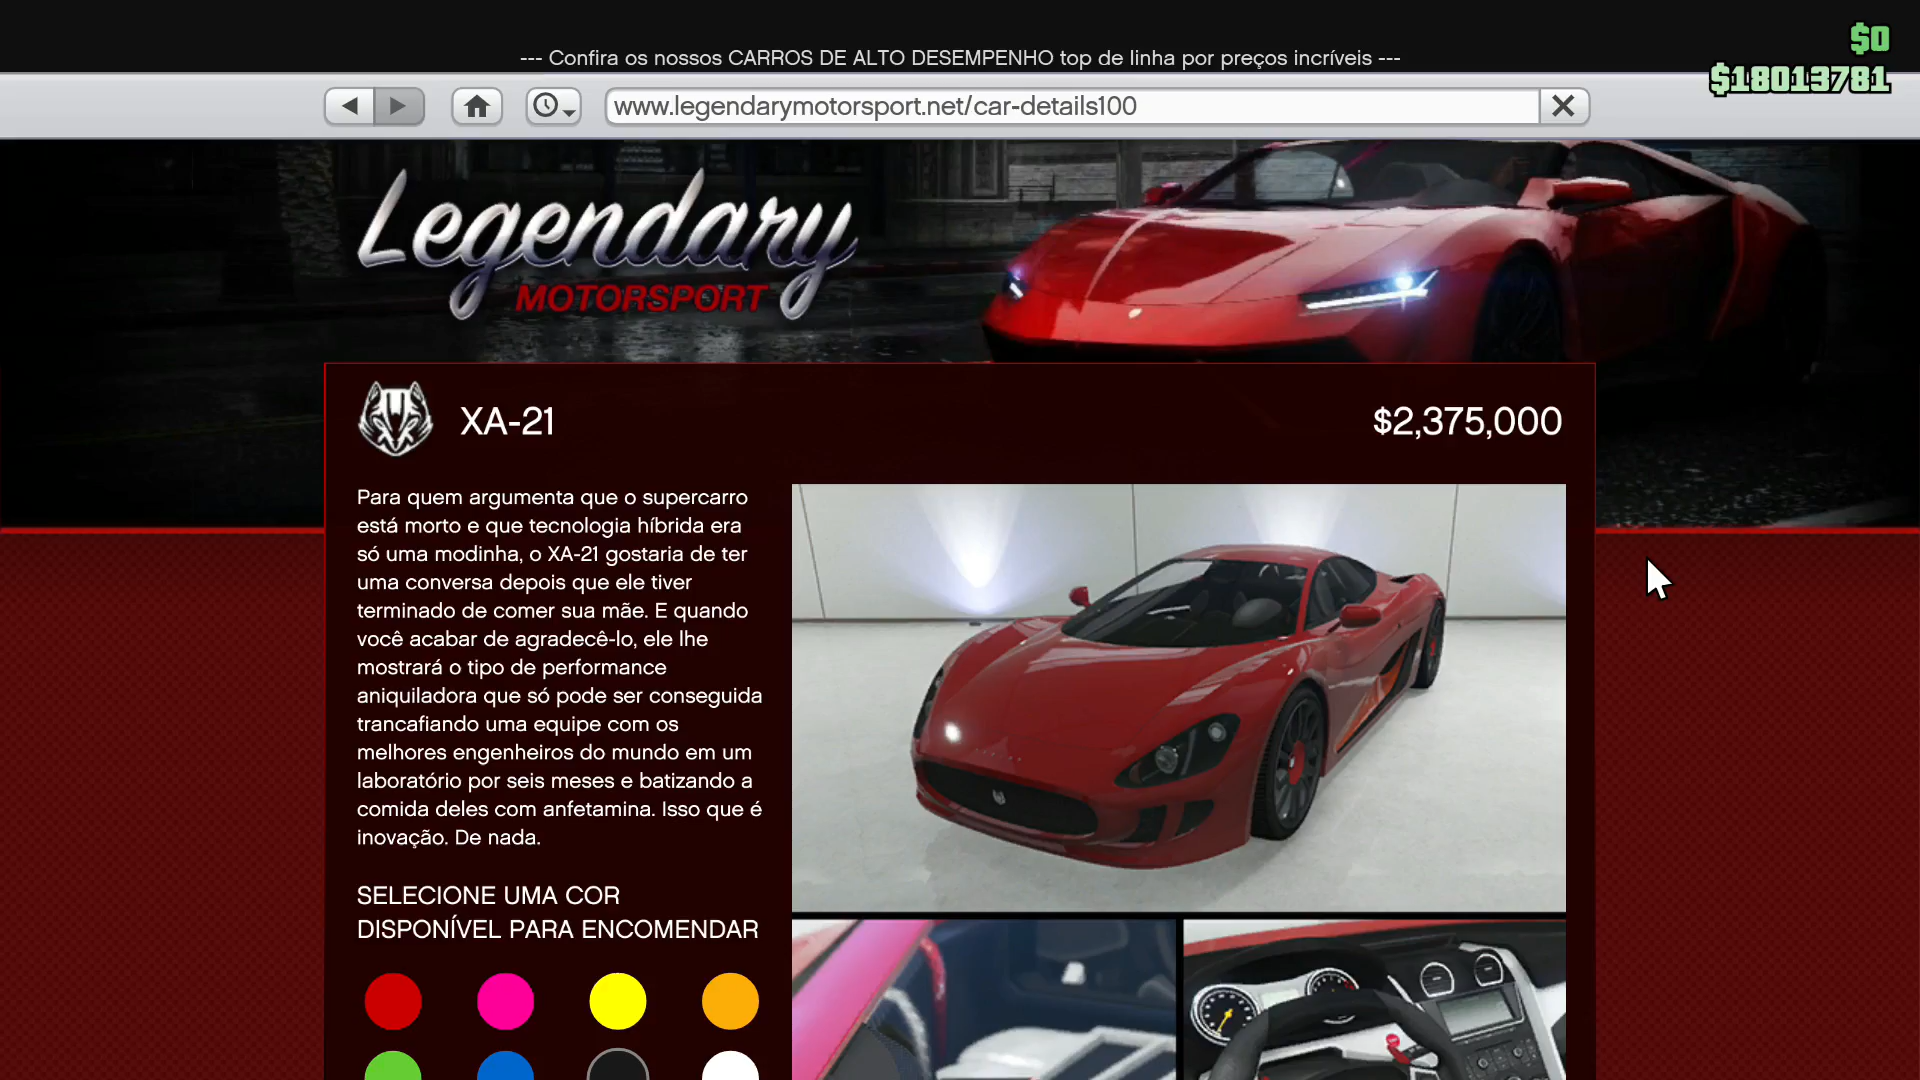 --- Confira os nossos CARROS DE ALTO DESEMPENHO top de linha por preços incríveis ---
$0
$18013781
www.legendarymotorsport.net/car-details100
Legendary
MOTORSPORT
XA-21
$2,375,000
Para quem argumenta que o supercarro
está morto e que tecnologia híbrida era
só uma modinha, o XA-21 gostaria de ter
uma conversa depois que ele tiver
terminado de comer sua mãe. E quando
você acabar de agradecê-lo, ele lhe
mostrará o tipo de performance
aniquiladora que só pode ser conseguida
trancafiando uma equipe com os
melhores engenheiros do mundo em um
laboratório por seis meses e batizando a
comida deles com anfetamina. Isso que é
inovação. De nada.
SELECIONE UMA COR
DISPONÍVEL PARA ENCOMENDAR